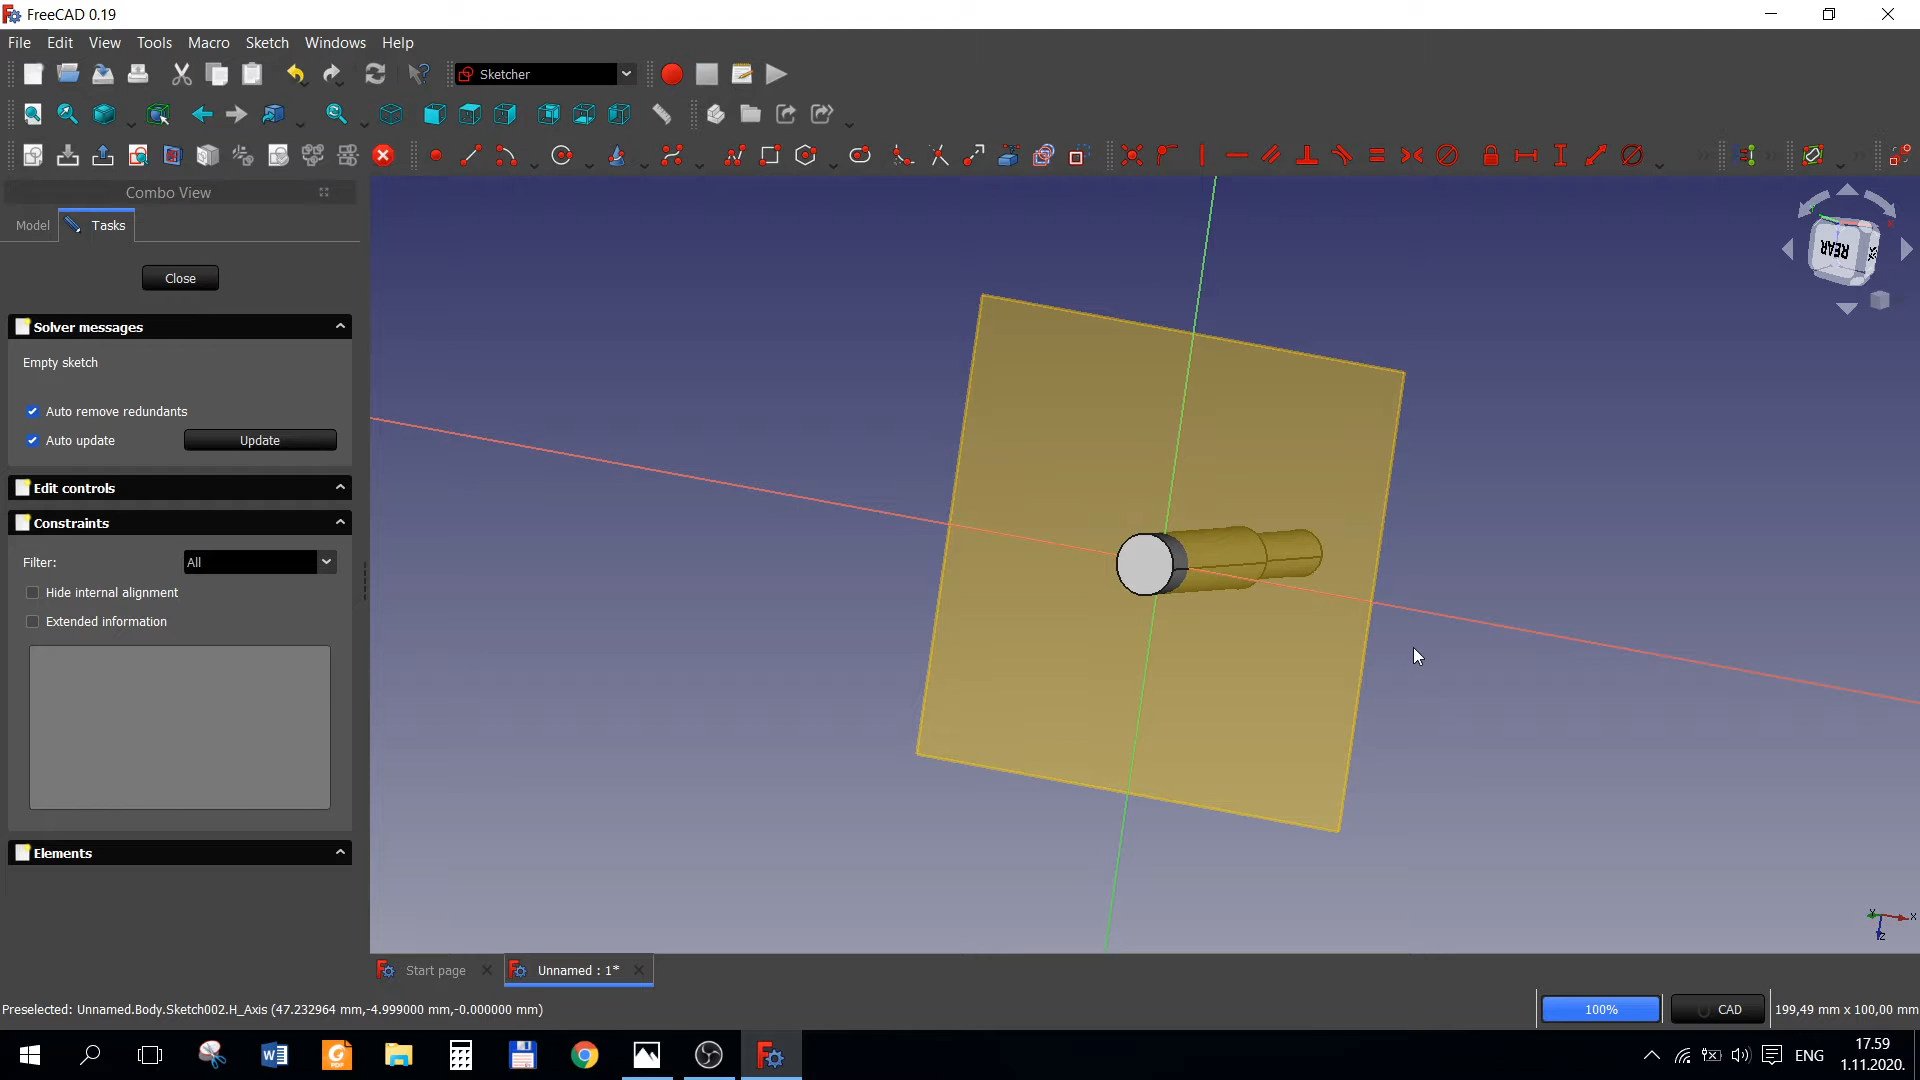 FreeCAD 0.19
File Edit View Tools Macro Sketch Windows Help
Sketcher
Combo View
Model Tasks
Close
Solver messages
Empty sketch
Auto remove redundants
Auto update Update
Edit controls
Constraints
Filter: All
Hide internal alignment
Extended information
Elements
REAR
X
Y
Z
Start page Unnamed : 1*
Preselected: Unnamed.Body.Sketch002.H_Axis (47.232964 mm,-4.999000 mm,-0.000000 mm)
100% CAD 199,49 mm x 100,00 mm
ENG
17.59
1.11.2020.